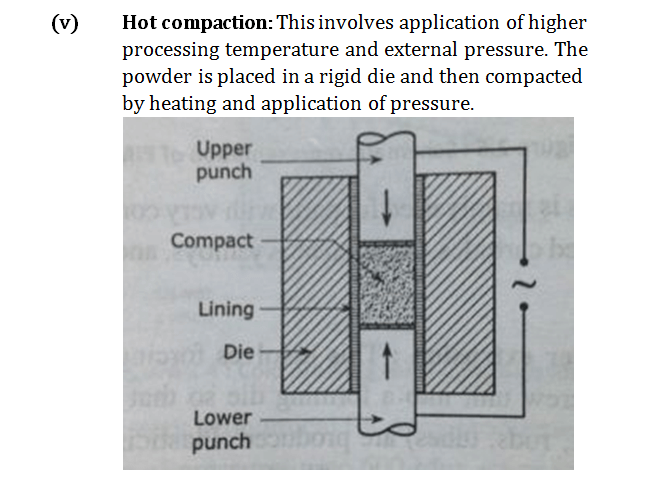 (v) Hot compaction: This involves application of higher
processing temperature and external pressure. The
powder is placed in a rigid die and then compacted
by heating and application of pressure.
Upper
punch
Compact
Lining
Die
Lower
punch